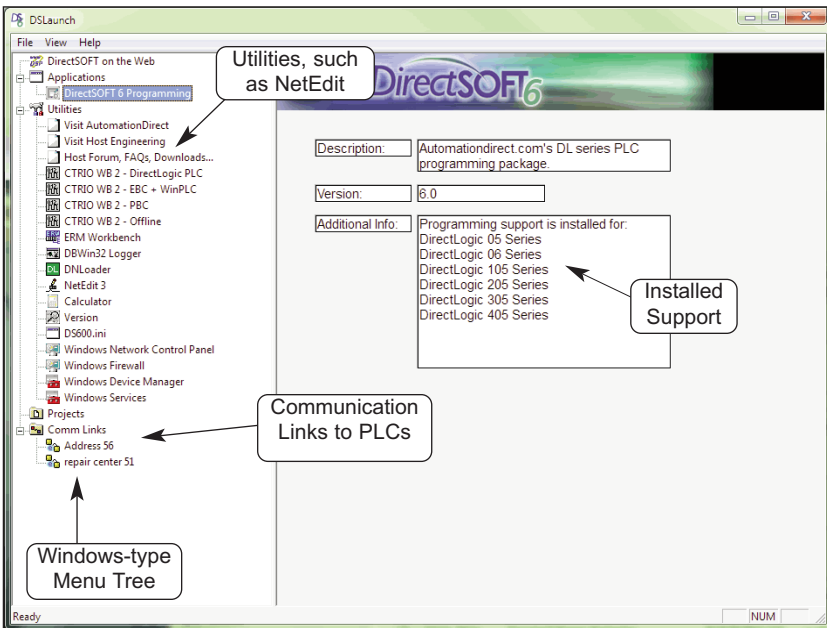 DSLaunch
File View Help
DirectSOFT on the Web
Applications
DirectSOFT 6 Programming
Utilities
Visit AutomationDirect
Visit Host Engineering
Host Forum, FAQs, Downloads...
CTRIO WB 2 - DirectLogic PLC
CTRIO WB 2 - EBC + WinPLC
CTRIO WB 2 - PBC
CTRIO WB 2 - Offline
ERM Workbench
DBWin32 Logger
DNLoader
NetEdit 3
Calculator
Version
DS600.ini
Windows Network Control Panel
Windows Firewall
Windows Device Manager
Windows Services
Projects
Comm Links
Address 56
repair center 51
Utilities, such
as NetEdit
DirectSOFT6
Description:
Automationdirect.com's DL series PLC
programming package.
Version:
6.0
Additional Info:
Programming support is installed for:
DirectLogic 05 Series
DirectLogic 06 Series
DirectLogic 105 Series
DirectLogic 205 Series
DirectLogic 305 Series
DirectLogic 405 Series
Installed
Support
Communication
Links to PLCs
Windows-type
Menu Tree
Ready
NUM